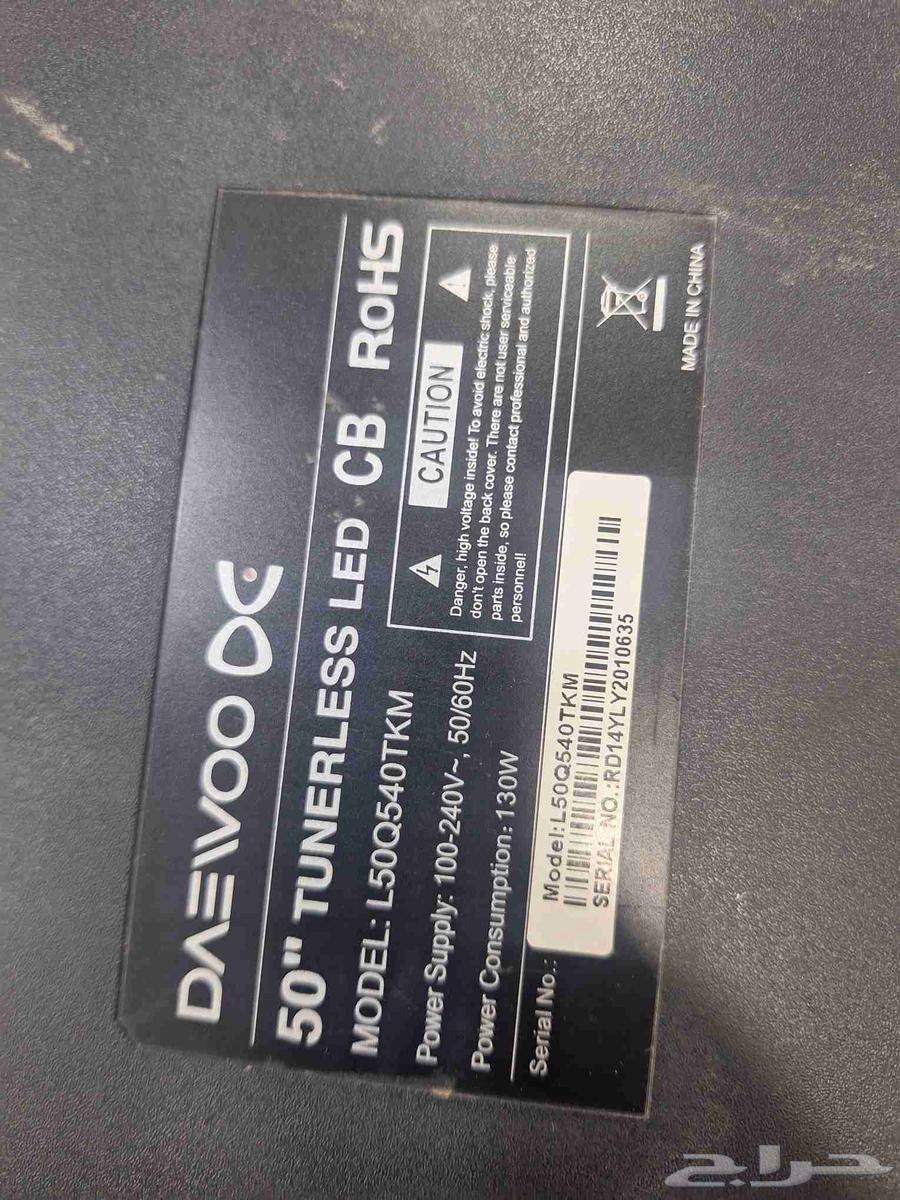 DAEWOO
50" TUNERLESS LED CB RoHS
MODEL: L50Q540TKM
Power Supply: 100-240V~, 50/60Hz
Power Consumption: 130W
CAUTION
Danger, high voltage inside! To avoid electric shock, please
don't open the back cover. There are not user serviceable
parts inside, so please contact professional and authorized
personnel!
Serial No.:
Model: L50Q540TKM
SERIAL NO.:RD14YLY2010635
MADE IN CHINA
حراج